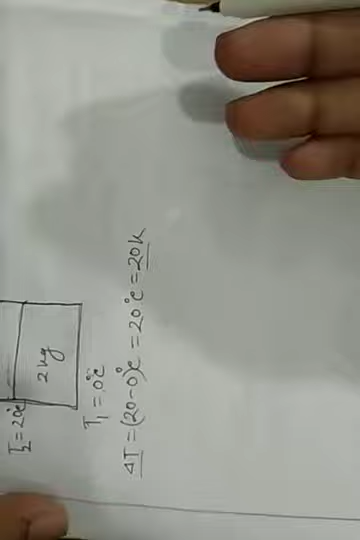 T₂ = 20°C
2 kg
T₁ = 0°C
ΔT = (20-0)°C = 20°C = 20K